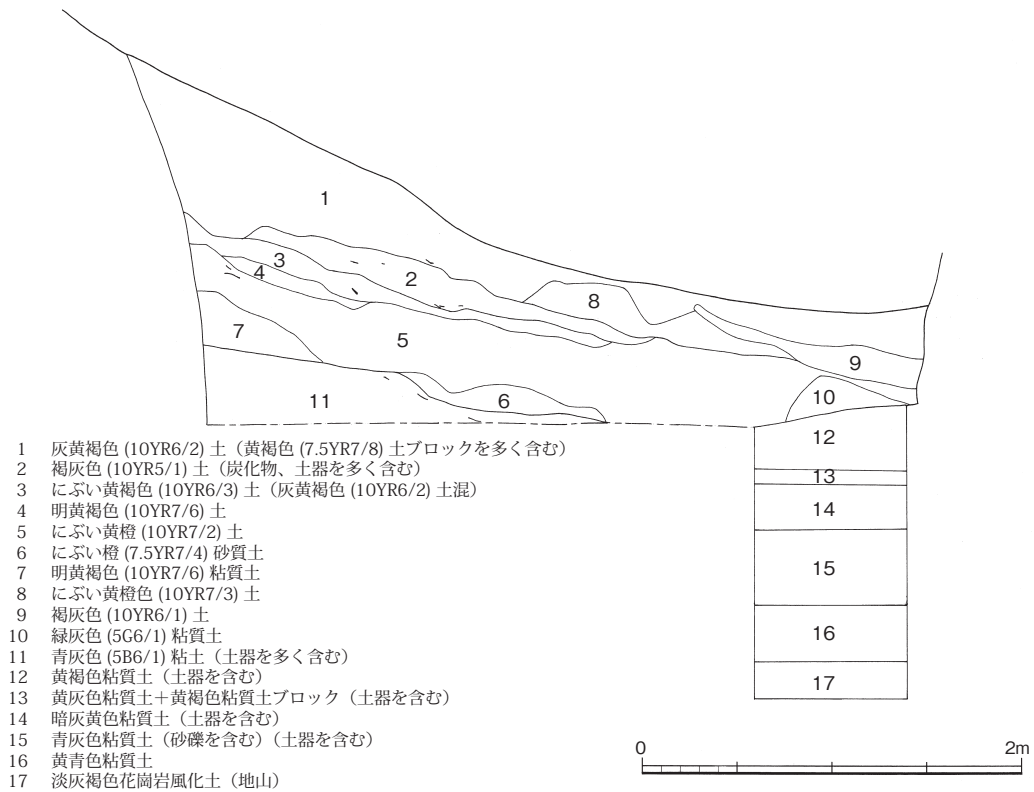 1
3
2
4
8
7
5
9
6
10
11
12
13
14
15
16
17
1 灰黄褐色 (10YR6/2) 土（黄褐色 (7.5YR7/8) 土ブロックを多く含む）
2 褐灰色 (10YR5/1) 土（炭化物、土器を多く含む）
3 にぶい黄褐色 (10YR6/3) 土（灰黄褐色 (10YR6/2) 土混）
4 明黄褐色 (10YR7/6) 土
5 にぶい黄橙 (10YR7/2) 土
6 にぶい橙 (7.5YR7/4) 砂質土
7 明黄褐色 (10YR7/6) 粘質土
8 にぶい黄橙色 (10YR7/3) 土
9 褐灰色 (10YR6/1) 土
10 緑灰色 (5G6/1) 粘質土
11 青灰色 (5B6/1) 粘土（土器を多く含む）
12 黄褐色粘質土（土器を含む）
13 黄灰色粘質土＋黄褐色粘質土ブロック（土器を含む）
14 暗灰黄色粘質土（土器を含む）
15 青灰色粘質土（砂礫を含む）（土器を含む）
16 黄青色粘質土
17 淡灰褐色花崗岩風化土（地山）
0 2m